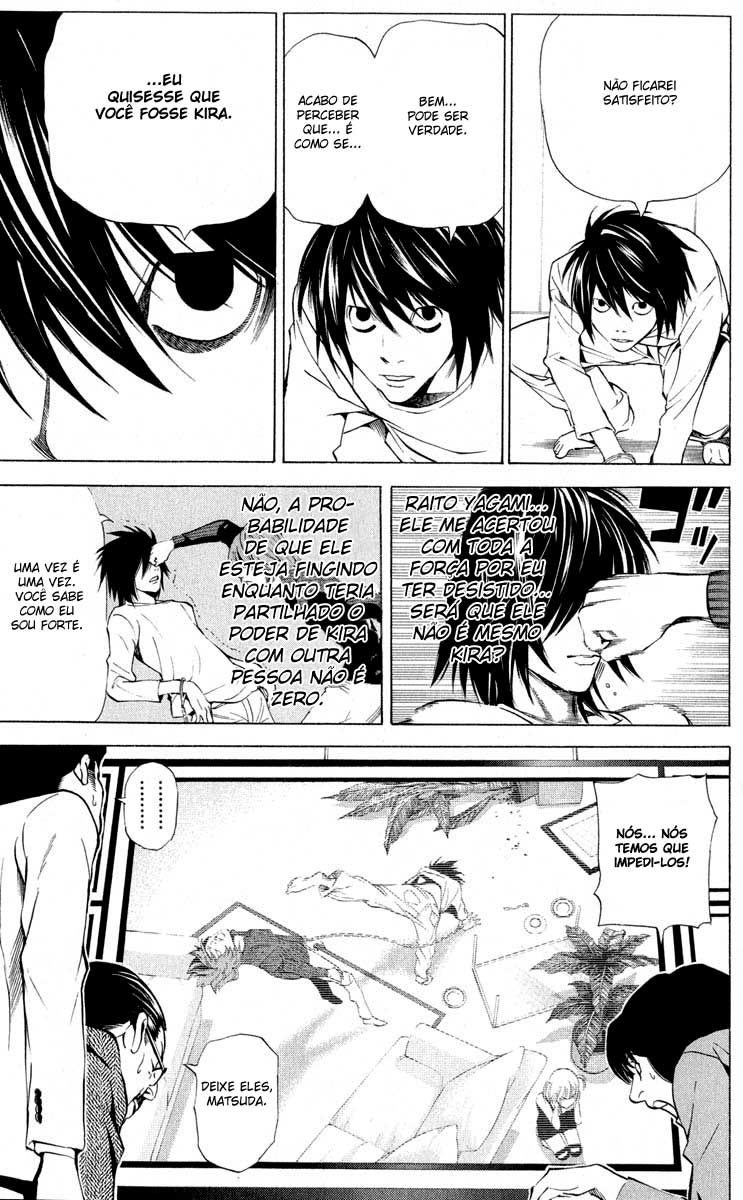 NÃO FICAREI
SATISFEITO?
BEM...
PODE SER
VERDADE.
ACABO DE
PERCEBER
QUE... É
COMO SE...
...EU
QUISESSE QUE
VOCÊ FOSSE KIRA.
RAITO YAGAMI...
ELE ME ACERTOU
COM TODA A
FORÇA POR EU
TER DESISTIDO...
SERÁ QUE ELE
NÃO É MESMO
KIRA?
ゴッ
NÃO, A PRO-
BABILIDADE
DE QUE ELE
ESTEJA FINGINDO
ENQUANTO TERIA
PARTILHADO O
PODER DE KIRA
COM OUTRA
PESSOA NÃO É
ZERO.
UMA VEZ É
UMA VEZ.
VOCÊ SABE
COMO EU
SOU FORTE.
NÓS... NÓS
TEMOS QUE
IMPEDI-LOS!
DEIXE ELES,
MATSUDA.